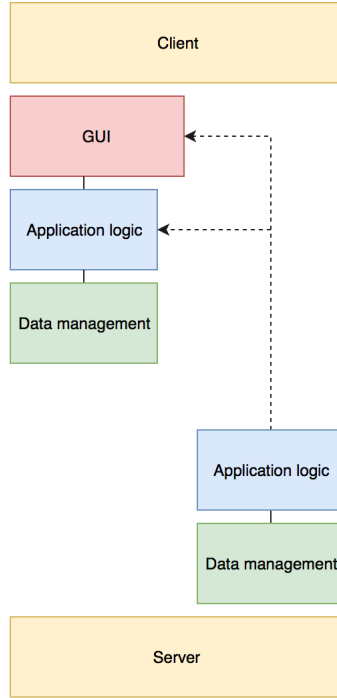 Client
GUI
Application logic
Data management
Application logic
Data management
Server